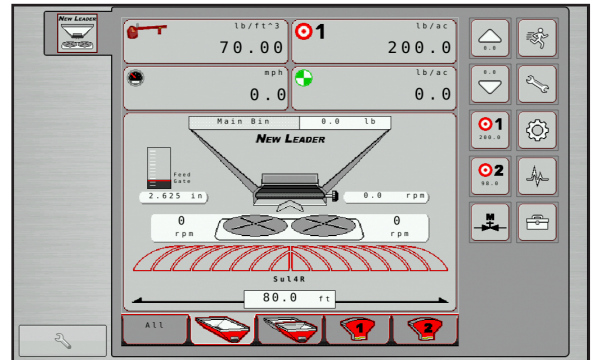 NEW LEADER
lb/ft^3
70.00
1
lb/ac
200.0
mph
0.0
lb/ac
0.0
0.0
0.0
Main Bin
0.0 lb
NEW LEADER
Feed
Gate
2.625 in
0.0 rpm
0
rpm
0
rpm
Sul4R
80.0 ft
All
1
2
1
200.0
2
98.0
M